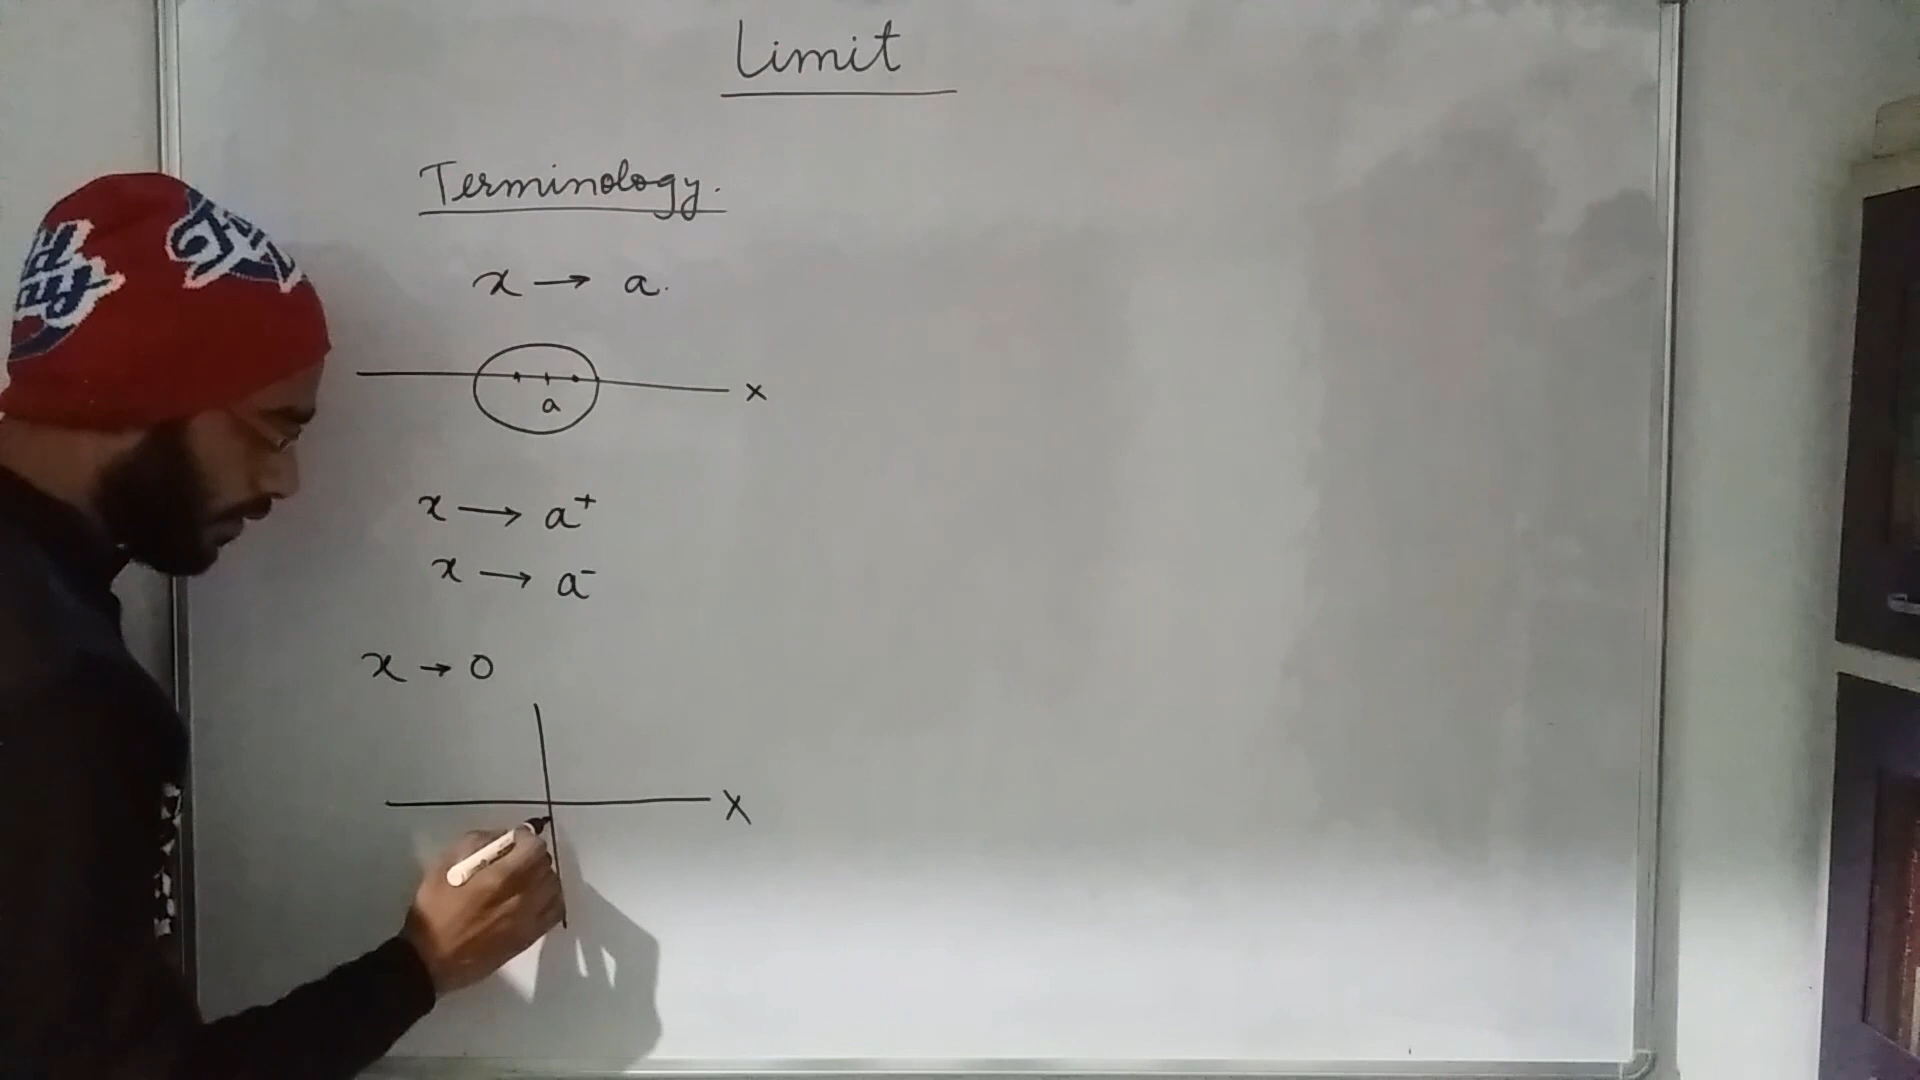 Limit
Terminology.
x → a.
a
x
x → a⁺
x → a⁻
x → 0
X